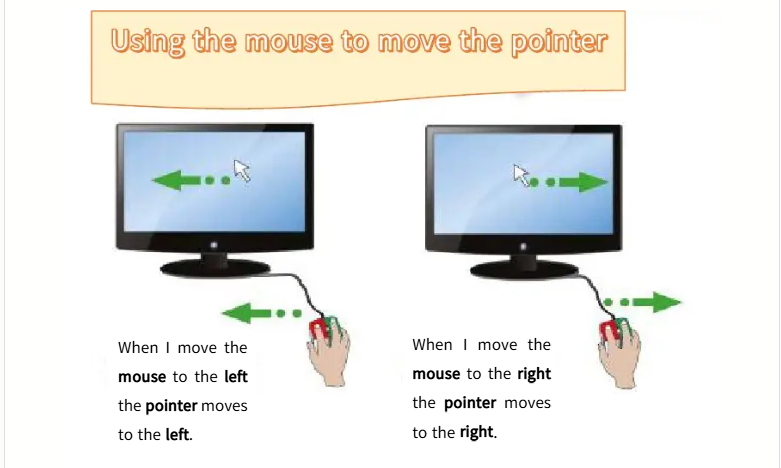 Using the mouse to move the pointer
When I move the
mouse to the left
the pointer moves
to the left.
When I move the
mouse to the right
the pointer moves
to the right.